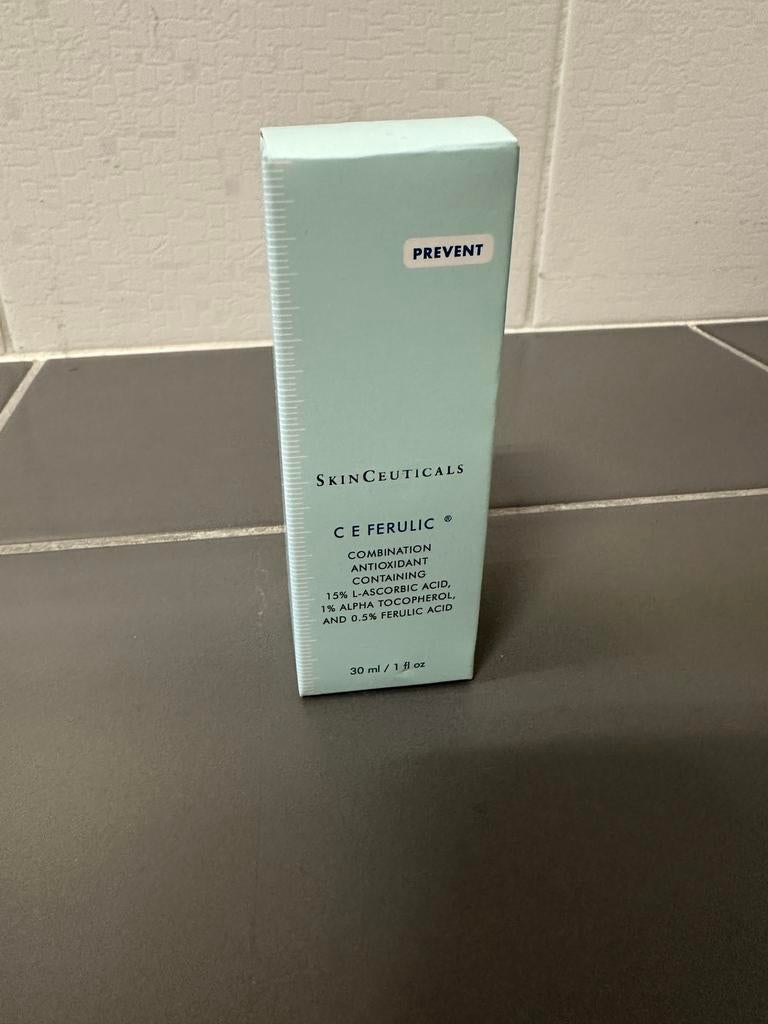 PREVENT
SKINCEUTICALS
C E FERULIC ®
COMBINATION
ANTIOXIDANT
CONTAINING
15% L-ASCORBIC ACID,
1% ALPHA TOCOPHEROL,
AND 0.5% FERULIC ACID
30 ml / 1 fl oz